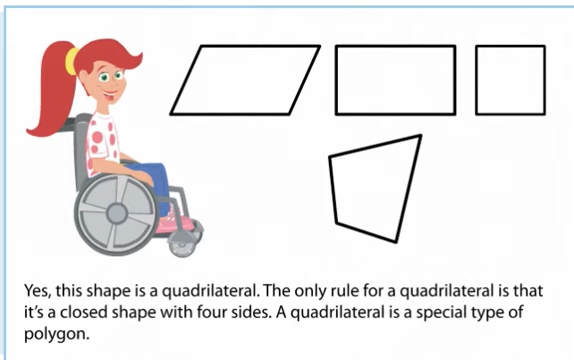 Yes, this shape is a quadrilateral. The only rule for a quadrilateral is that
it's a closed shape with four sides. A quadrilateral is a special type of
polygon.